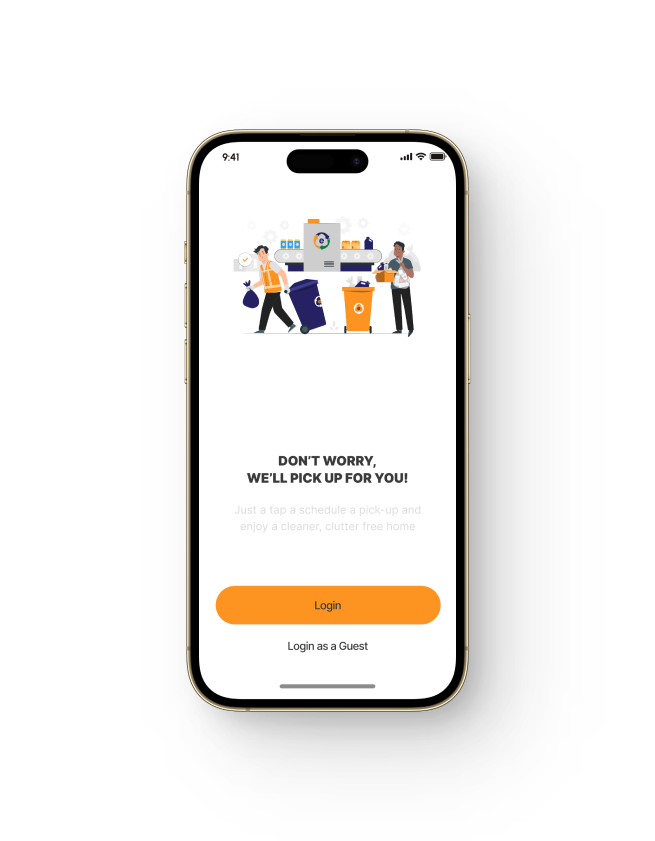 9:41
DON'T WORRY,
WE'LL PICK UP FOR YOU!
Just a tap a schedule a pick-up and
enjoy a cleaner, clutter free home
Login
Login as a Guest